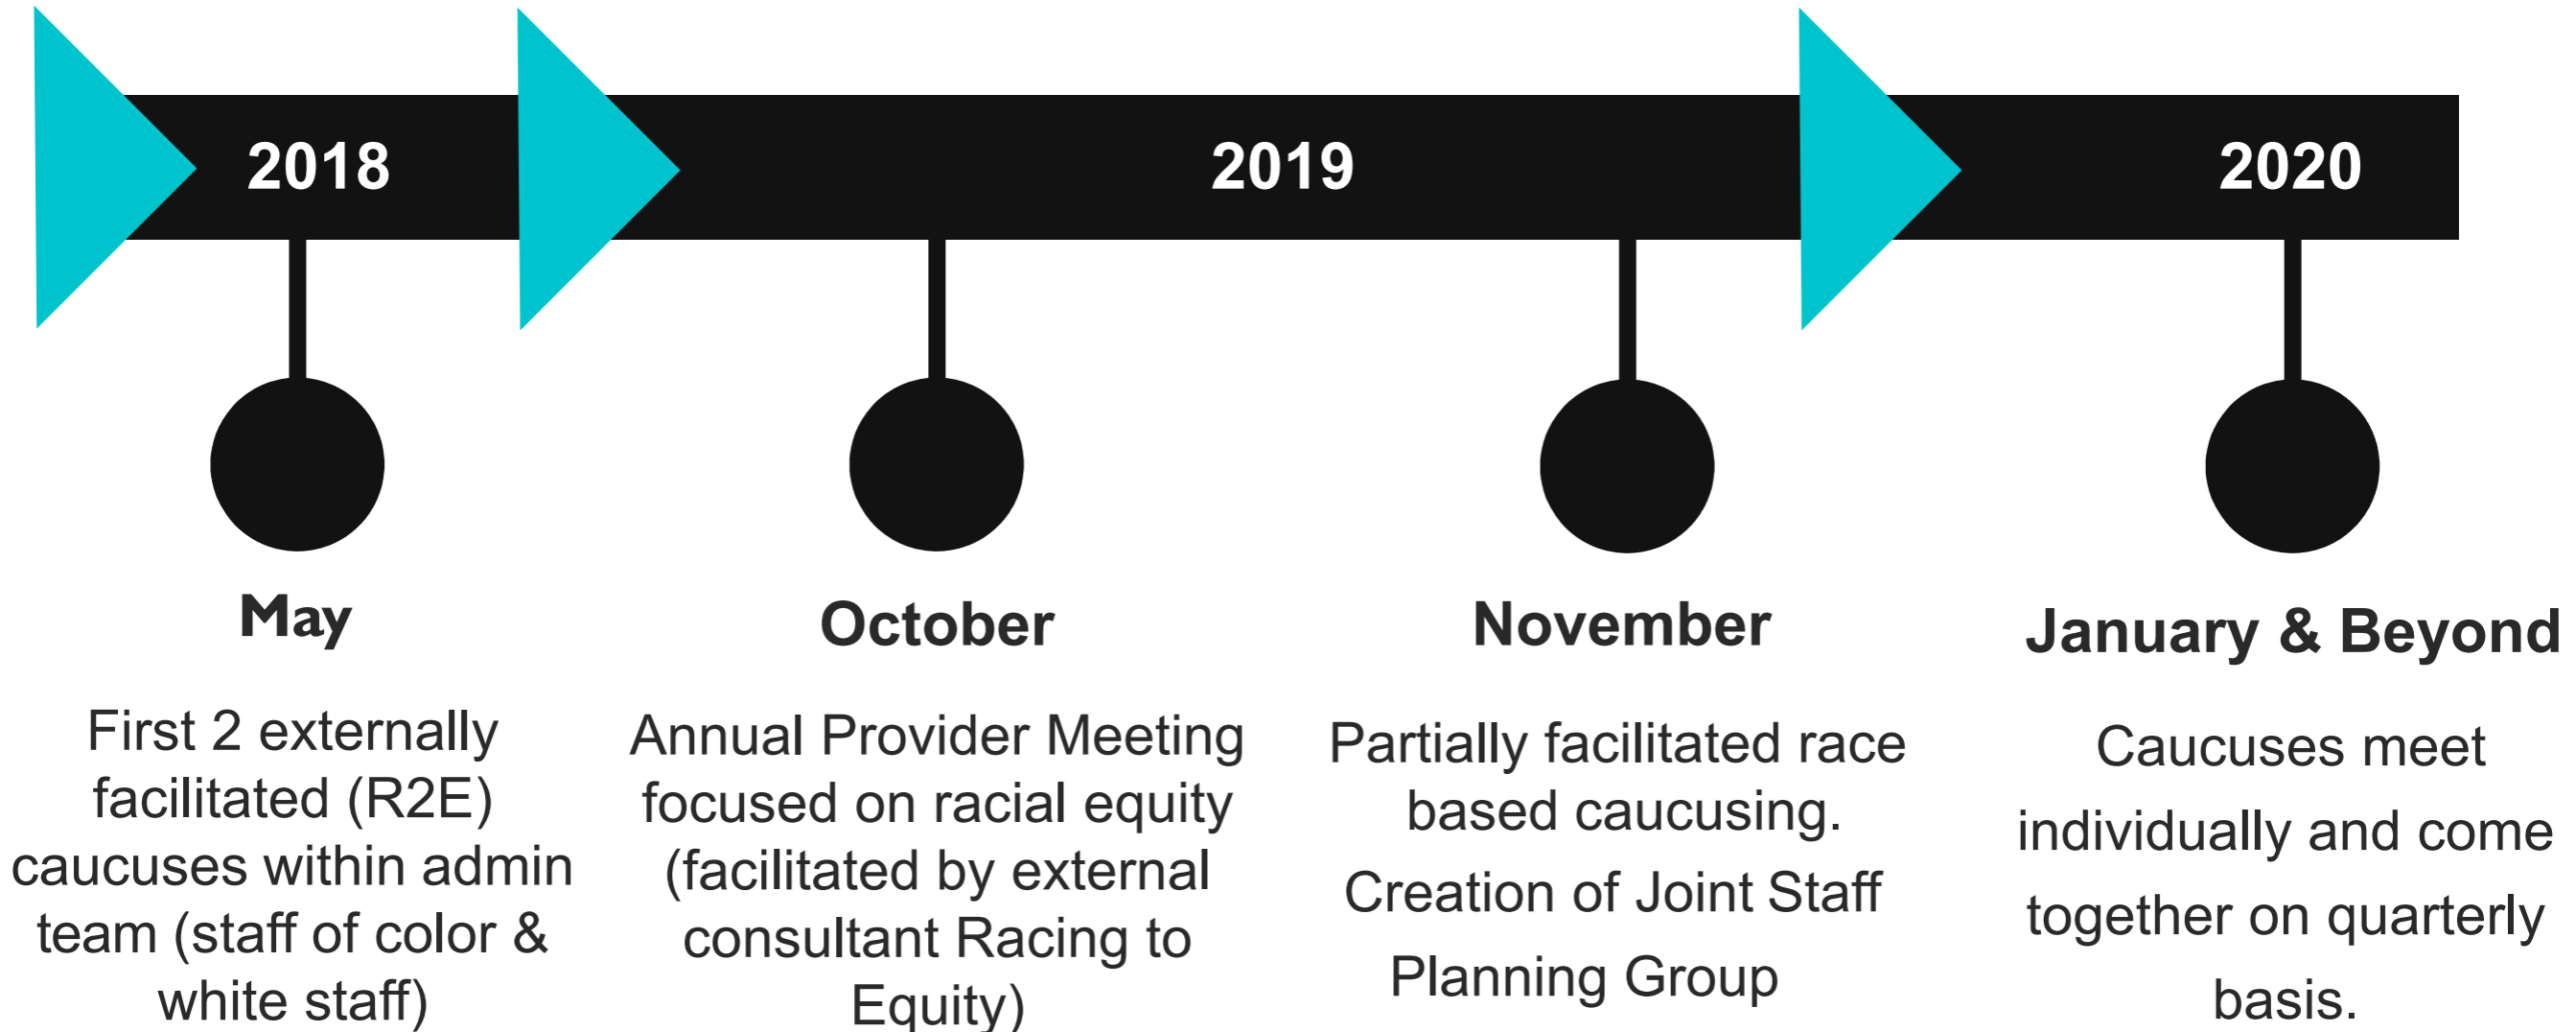 2018
2019
2020
May
First 2 externally
facilitated (R2E)
caucuses within admin
team (staff of color &
white staff)
October
Annual Provider Meeting
focused on racial equity
(facilitated by external
consultant Racing to
Equity)
November
Partially facilitated race
based caucusing.
Creation of Joint Staff
Planning Group
January & Beyond
Caucuses meet
individually and come
together on quarterly
basis.